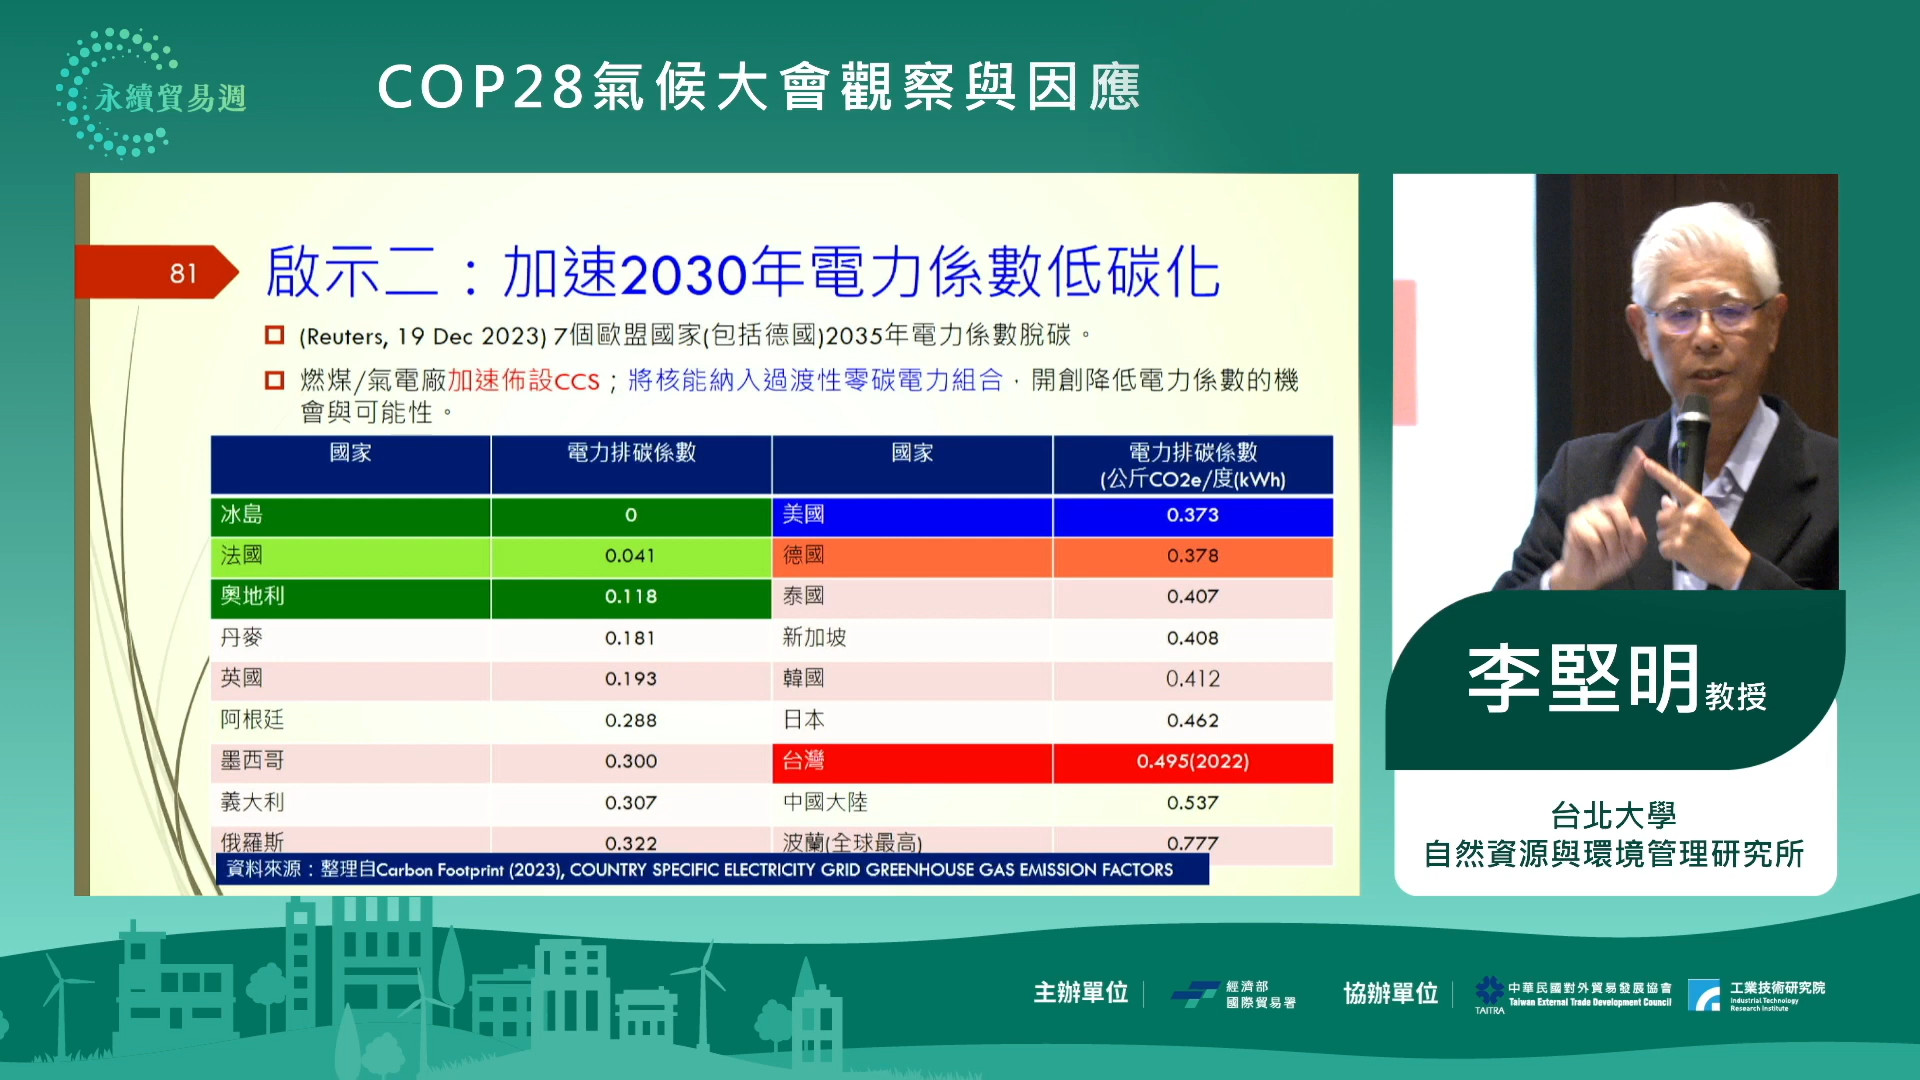 永續貿易週
COP28氣候大會觀察與因應
81
啟示二：加速2030年電力係數低碳化
(Reuters, 19 Dec 2023) 7個歐盟國家(包括德國)2035年電力係數脫碳。
燃煤/氣電廠加速佈設CCS；將核能納入過渡性零碳電力組合，開創降低電力係數的機
會與可能性。
國家 電力排碳係數 國家 電力排碳係數
(公斤CO2e/度(kWh)
冰島 0 美國 0.373
法國 0.041 德國 0.378
奧地利 0.118 泰國 0.407
丹麥 0.181 新加坡 0.408
英國 0.193 韓國 0.412
阿根廷 0.288 日本 0.462
墨西哥 0.300 台灣 0.495(2022)
義大利 0.307 中國大陸 0.537
俄羅斯 0.322 波蘭(全球最高) 0.777
資料來源：整理自Carbon Footprint (2023), COUNTRY SPECIFIC ELECTRICITY GRID GREENHOUSE GAS EMISSION FACTORS
李堅明教授
台北大學
自然資源與環境管理研究所
主辦單位
經濟部
國際貿易署
協辦單位
TAITRA
中華民國對外貿易發展協會
Taiwan External Trade Development Council
工業技術研究院
Industrial Technology
Research Institute